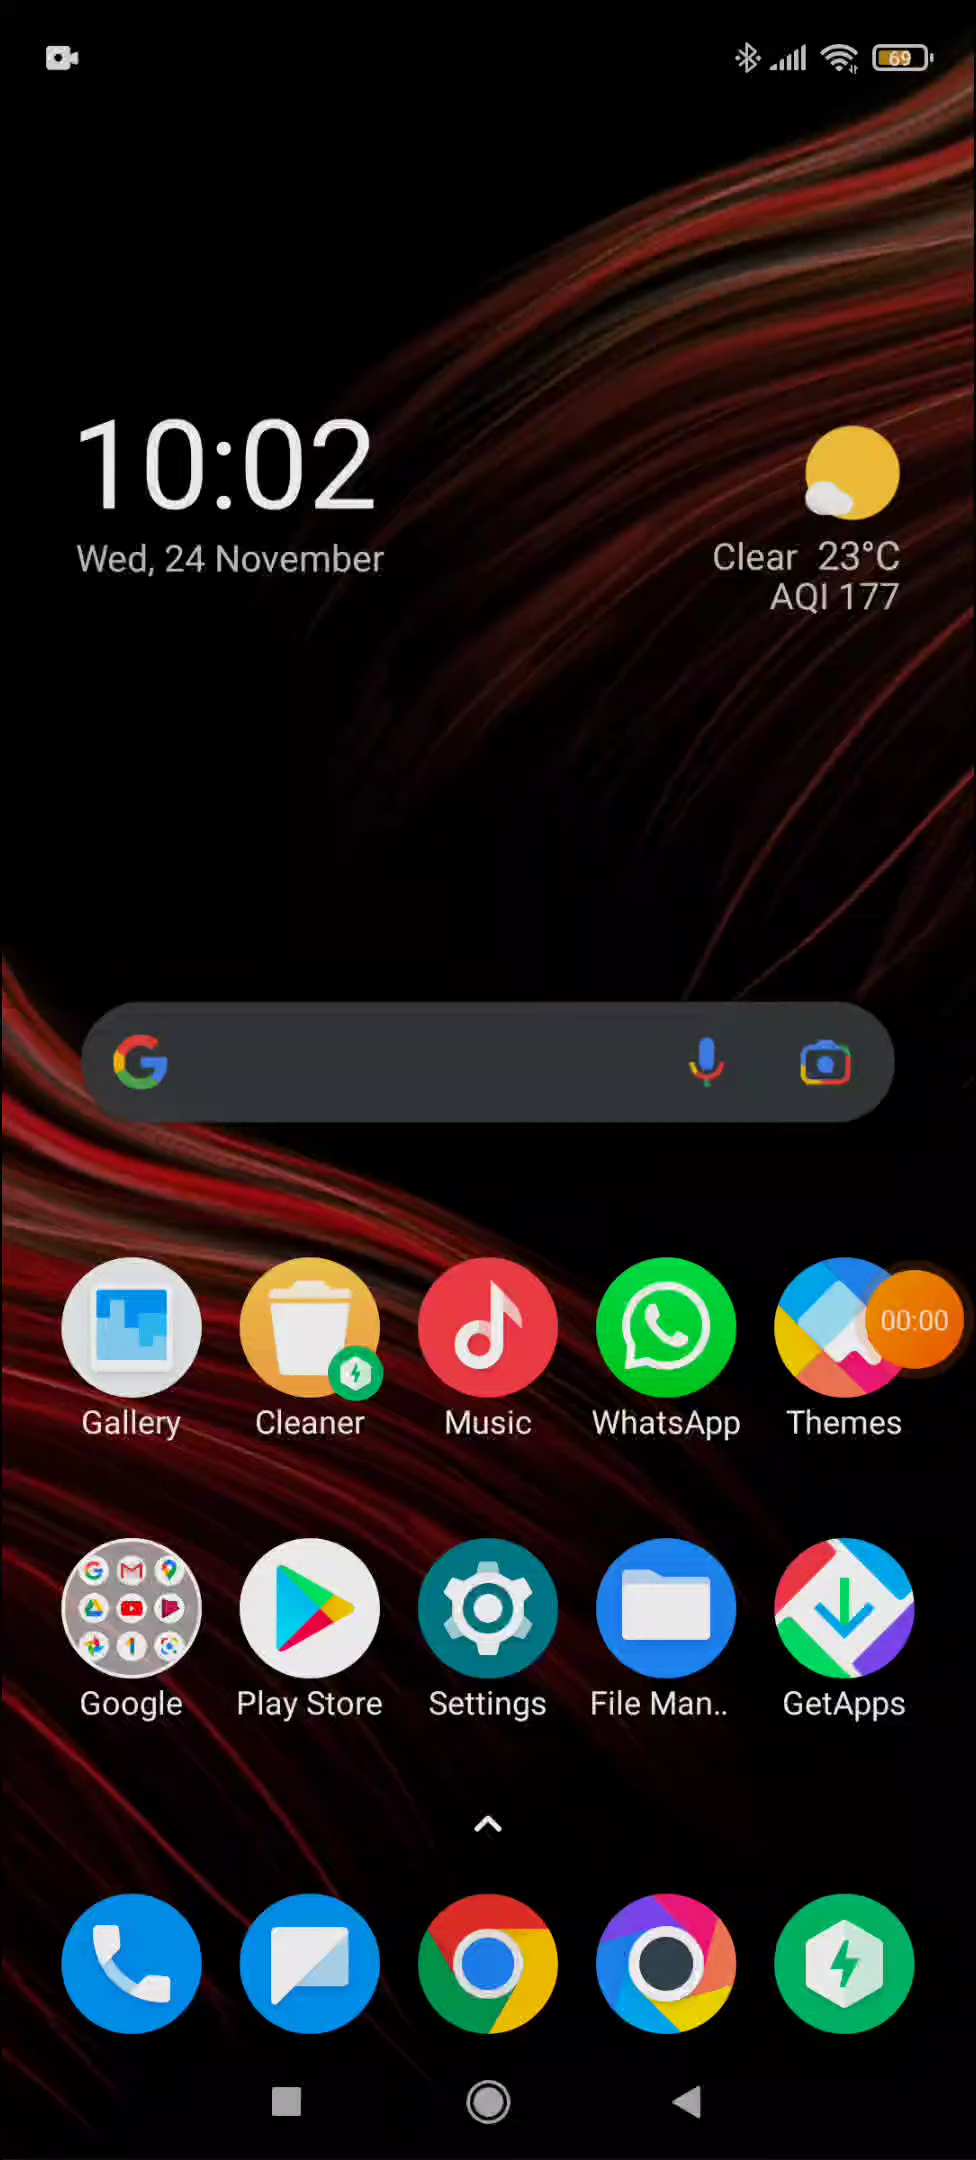 69
10:02
Wed, 24 November
Clear 23°C
AQI 177
00:00
Gallery
Cleaner
Music
WhatsApp
Themes
Google
Play Store
Settings
File Man..
GetApps